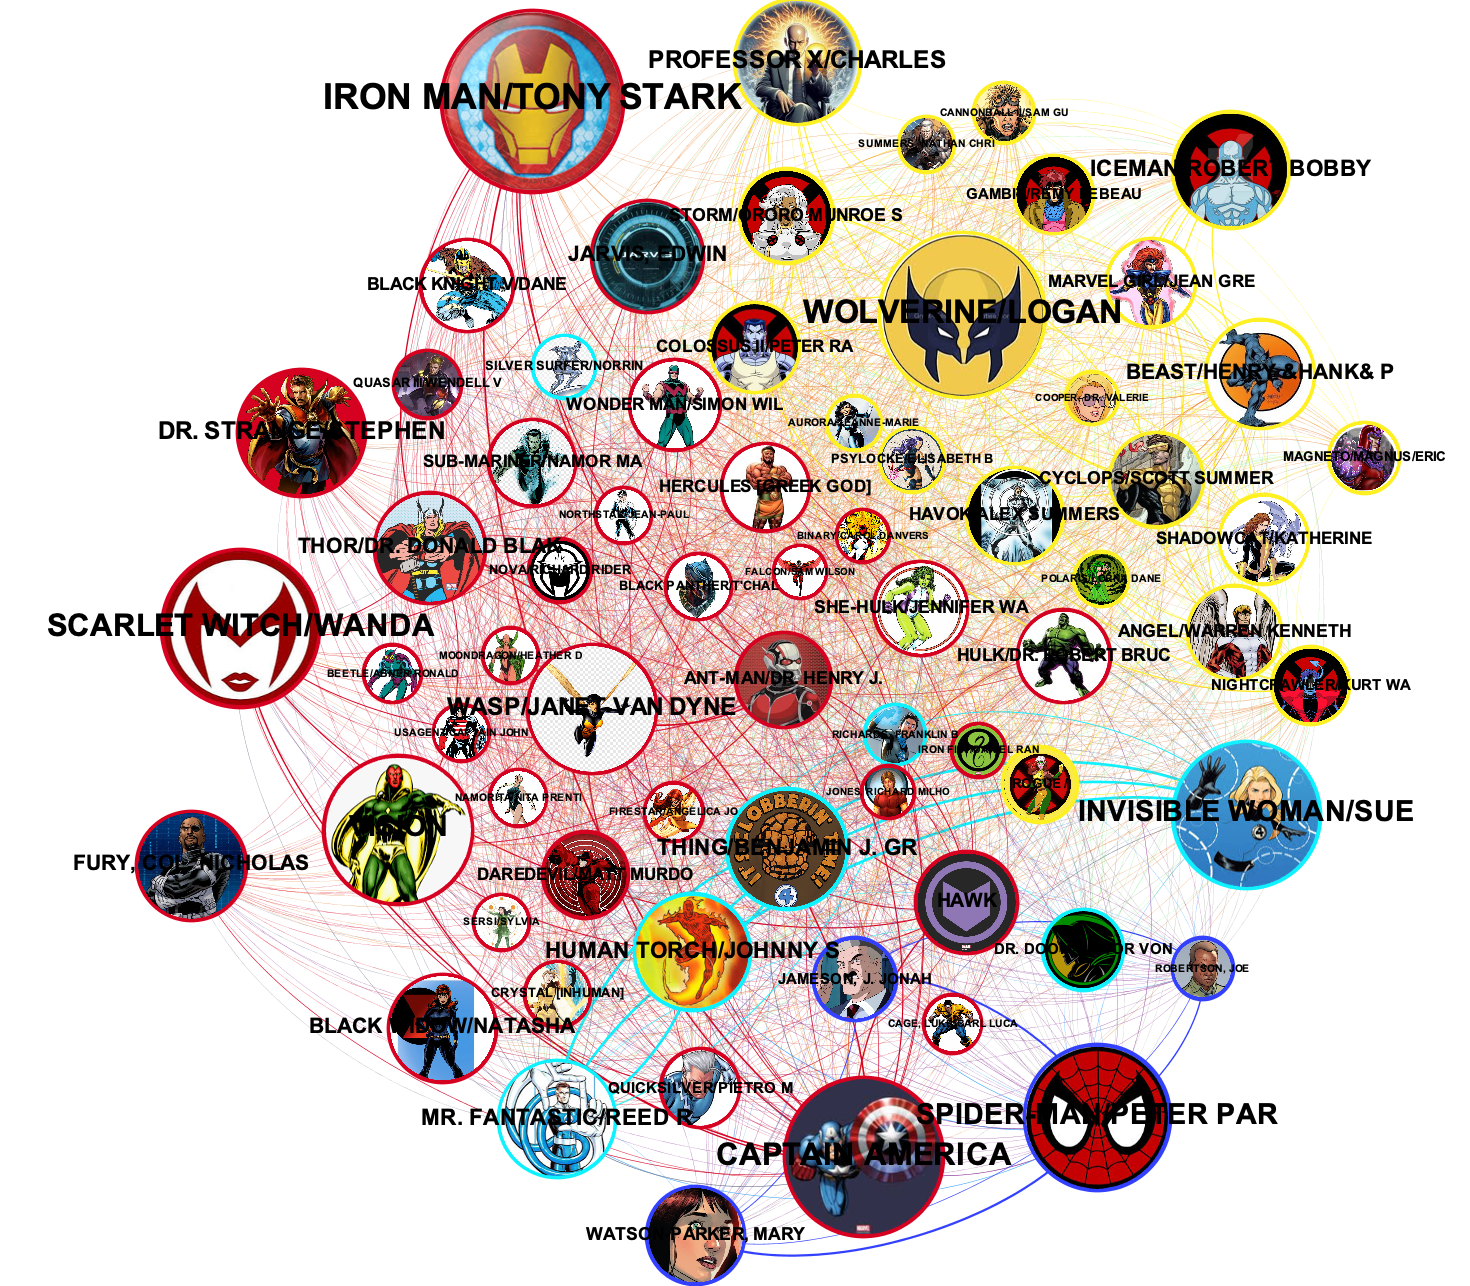 PROFESSOR X/CHARLES
IRON MAN/TONY STARK
CANNONBALL II/SAM GU
SUMMERS, NATHAN CHRI
ICEMAN/ROBERT BOBBY
GAMBIT/REMY LEBEAU
STORM/ORORO MUNROE S
JARVIS, EDWIN
MARVEL GIRL/JEAN GRE
BLACK KNIGHT V/DANE
WOLVERINE/LOGAN
COLOSSUS II/PETER RA
SILVER SURFER/NORRIN
BEAST/HENRY &HANK& P
QUASAR III/WENDELL V
COOPER, DR. VALERIE
WONDER MAN/SIMON WIL
AURORA/JEANNE-MARIE
DR. STRANGE/STEPHEN
MAGNETO/MAGNUS/ERIC
PSYLOCKE/ELISABETH B
SUB-MARINER/NAMOR MA
CYCLOPS/SCOTT SUMMER
HERCULES [GREEK GOD]
NORTHSTAR/JEAN-PAUL
HAVOK/ALEX SUMMERS
BINARY/CAROL DANVERS
SHADOWCAT/KATHERINE
THOR/DR. DONALD BLAK
NOVA/RICHARD RIDER
FALCON/SAM WILSON
POLARIS/LORNA DANE
BLACK PANTHER/T'CHAL
SHE-HULK/JENNIFER WA
SCARLET WITCH/WANDA
ANGEL/WARREN KENNETH
HULK/DR. ROBERT BRUC
MOONDRAGON/HEATHER D
BEETLE/ABNER RONALD
ANT-MAN/DR. HENRY J.
NIGHTCRAWLER/KURT WA
WASP/JANET VAN DYNE
USAGENT/CAPTAIN JOHN
RICHARDS, FRANKLIN B
IRON FIST/DANIEL RAN
ROGUE /
JONES, RICHARD MILHO
NAMORITA/NITA PRENTI
FIRESTAR/ANGELICA JO
INVISIBLE WOMAN/SUE
VISION
IT'S CLOBBERIN' TIME!
4
4
THING/BENJAMIN J. GR
FURY, COL. NICHOLAS
DAREDEVIL/MATT MURDO
HAWK
SERSI/SYLVIA
HUMAN TORCH/JOHNNY S
DR. DOOM/VICTOR VON
ROBERTSON, JOE
JAMESON, J. JONAH
CRYSTAL [INHUMAN]
CAGE, LUKE/CARL LUCA
BLACK WIDOW/NATASHA
QUICKSILVER/PIETRO M
MR. FANTASTIC/REED R
SPIDER-MAN/PETER PAR
CAPTAIN AMERICA
WATSON-PARKER, MARY